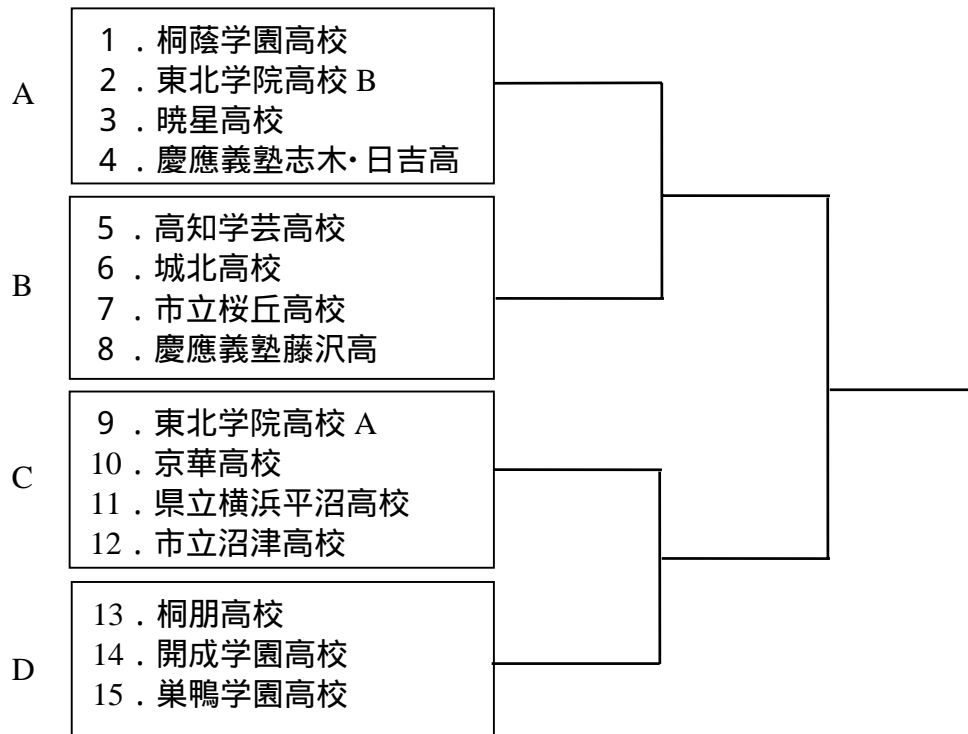 A
1．桐蔭学園高校
2．東北学院高校 B
3．暁星高校
4．慶應義塾志木・日吉高
B
5．高知学芸高校
6．城北高校
7．市立桜丘高校
8．慶應義塾藤沢高
C
9．東北学院高校 A
10．京華高校
11．県立横浜平沼高校
12．市立沼津高校
D
13．桐朋高校
14．開成学園高校
15．巣鴨学園高校